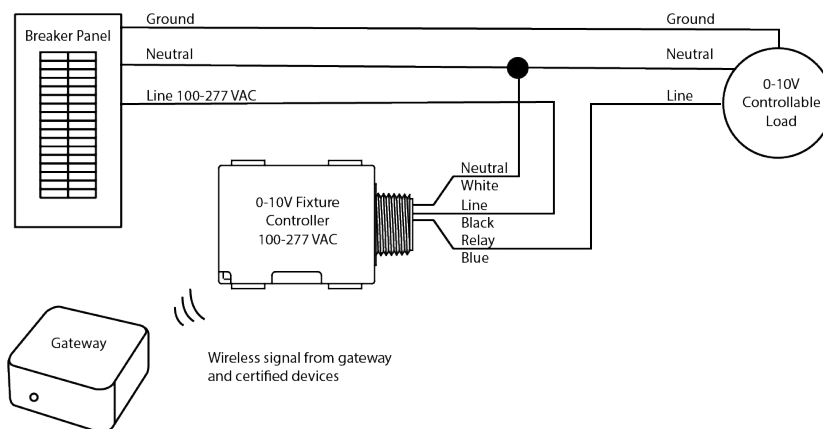 Ground
Ground
Breaker Panel
Neutral
Neutral
0-10V
Controllable
Load
Line 100-277 VAC
Line
Neutral
White
0-10V Fixture
Controller
100-277 VAC
Line
Black
Relay
Blue
Gateway
Wireless signal from gateway
and certified devices